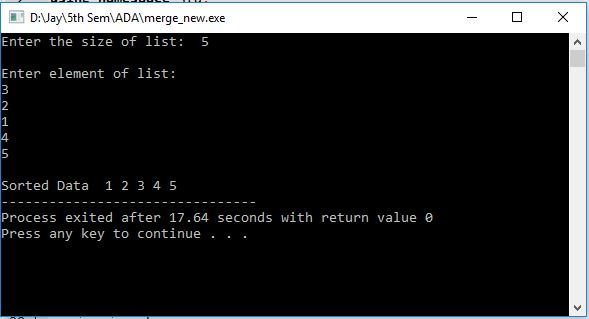 D:\Jay\5th Sem\ADA\merge_new.exe
Enter the size of list:  5
Enter element of list:
3
2
1
4
5
Sorted Data  1 2 3 4 5
--------------------------------
Process exited after 17.64 seconds with return value 0
Press any key to continue . . .